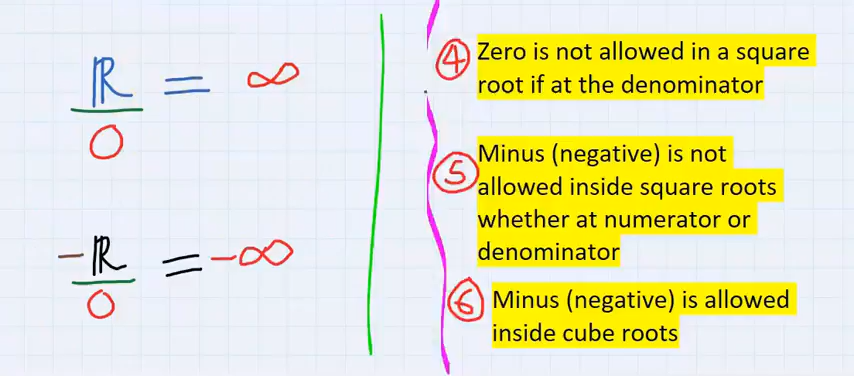 ℝ/0 = ∞
-ℝ/0 = -∞
④ Zero is not allowed in a square
root if at the denominator
⑤ Minus (negative) is not
allowed inside square roots
whether at numerator or
denominator
⑥ Minus (negative) is allowed
inside cube roots